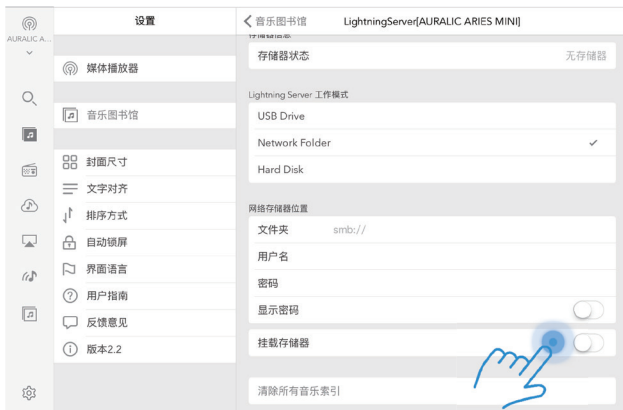 AURALIC A...
设置
媒体播放器
音乐图书馆
封面尺寸
文字对齐
排序方式
自动锁屏
界面语言
用户指南
反馈意见
版本2.2
音乐图书馆
LightningServer[AURALIC ARIES MINI]
存储器信息
存储器状态 无存储器
Lightning Server 工作模式
USB Drive
Network Folder
Hard Disk
网络存储器位置
文件夹 smb://
用户名
密码
显示密码
挂载存储器
清除所有音乐索引